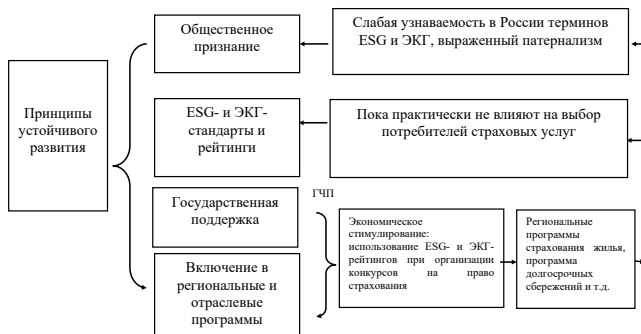 Принципы
устойчивого
развития
Общественное
признание
Слабая узнаваемость в России терминов
ESG и ЭКГ, выраженный патернализм
ESG- и ЭКГ-
стандарты и
рейтинги
Пока практически не влияют на выбор
потребителей страховых услуг
Государственная
поддержка
Включение в
региональные и
отраслевые
программы
ГЧП
Экономическое
стимулирование:
использование ESG- и ЭКГ-
рейтингов при организации
конкурсов на право
страхования
Региональные
программы
страхования жилья,
программа
долгосрочных
сбережений и т.д.